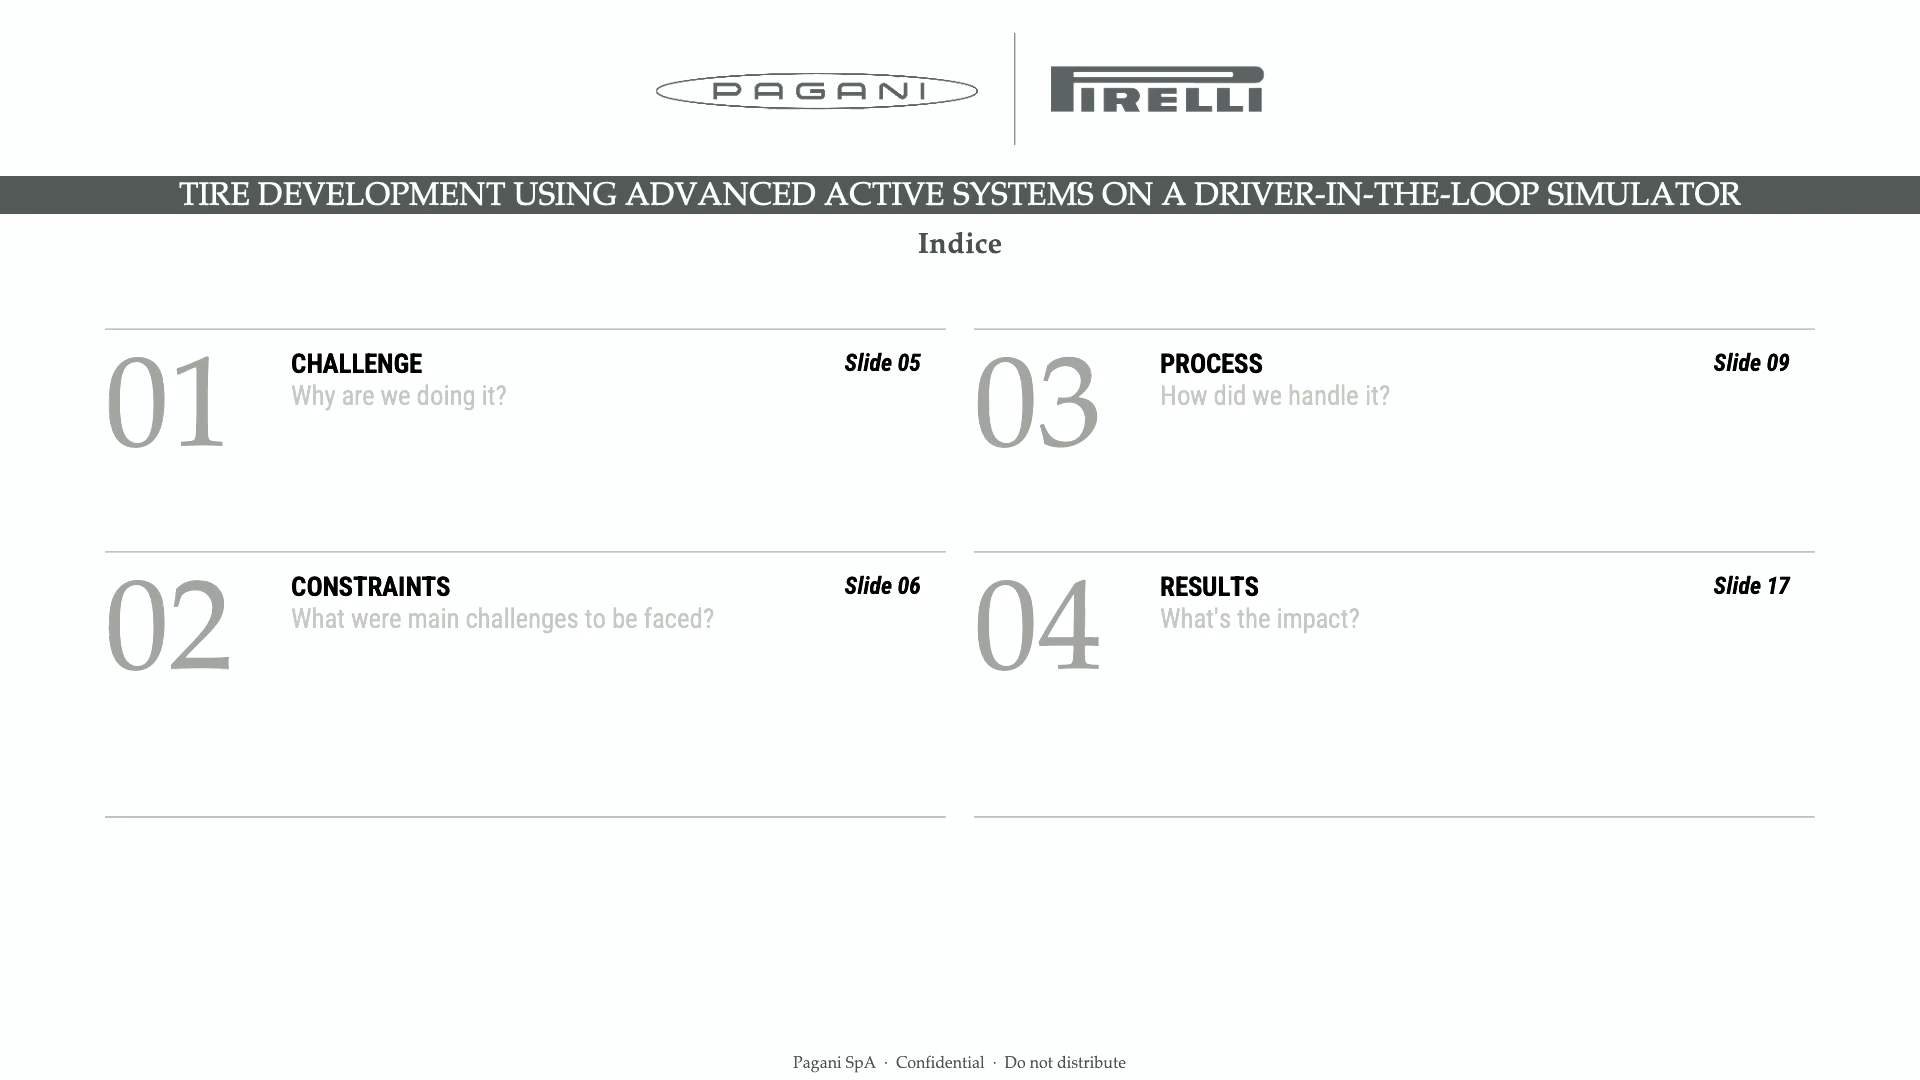 PAGANI
PIRELLI
TIRE DEVELOPMENT USING ADVANCED ACTIVE SYSTEMS ON A DRIVER-IN-THE-LOOP SIMULATOR
Indice
01
CHALLENGE
Slide 05
Why are we doing it?
02
CONSTRAINTS
Slide 06
What were main challenges to be faced?
03
PROCESS
Slide 09
How did we handle it?
04
RESULTS
Slide 17
What's the impact?
Pagani SpA · Confidential · Do not distribute